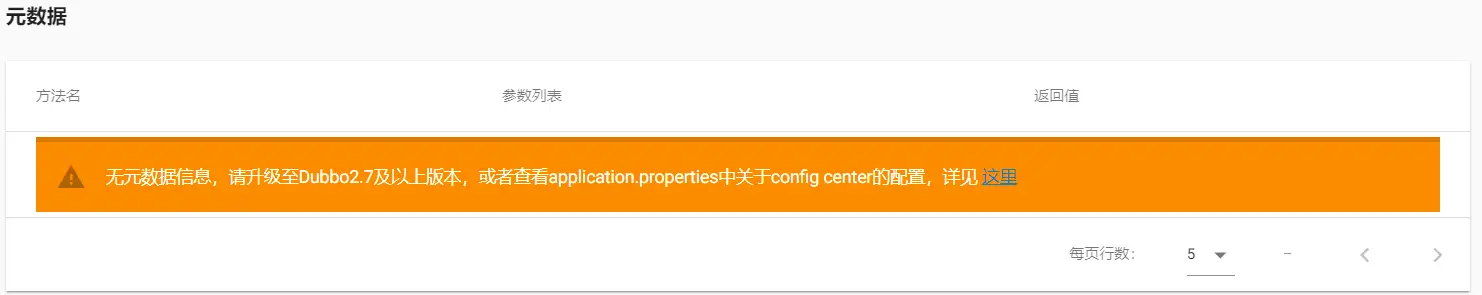 元数据
方法名 参数列表 返回值
无元数据信息，请升级至Dubbo2.7及以上版本，或者查看application.properties中关于config center的配置，详见 这里
每页行数： 5 –